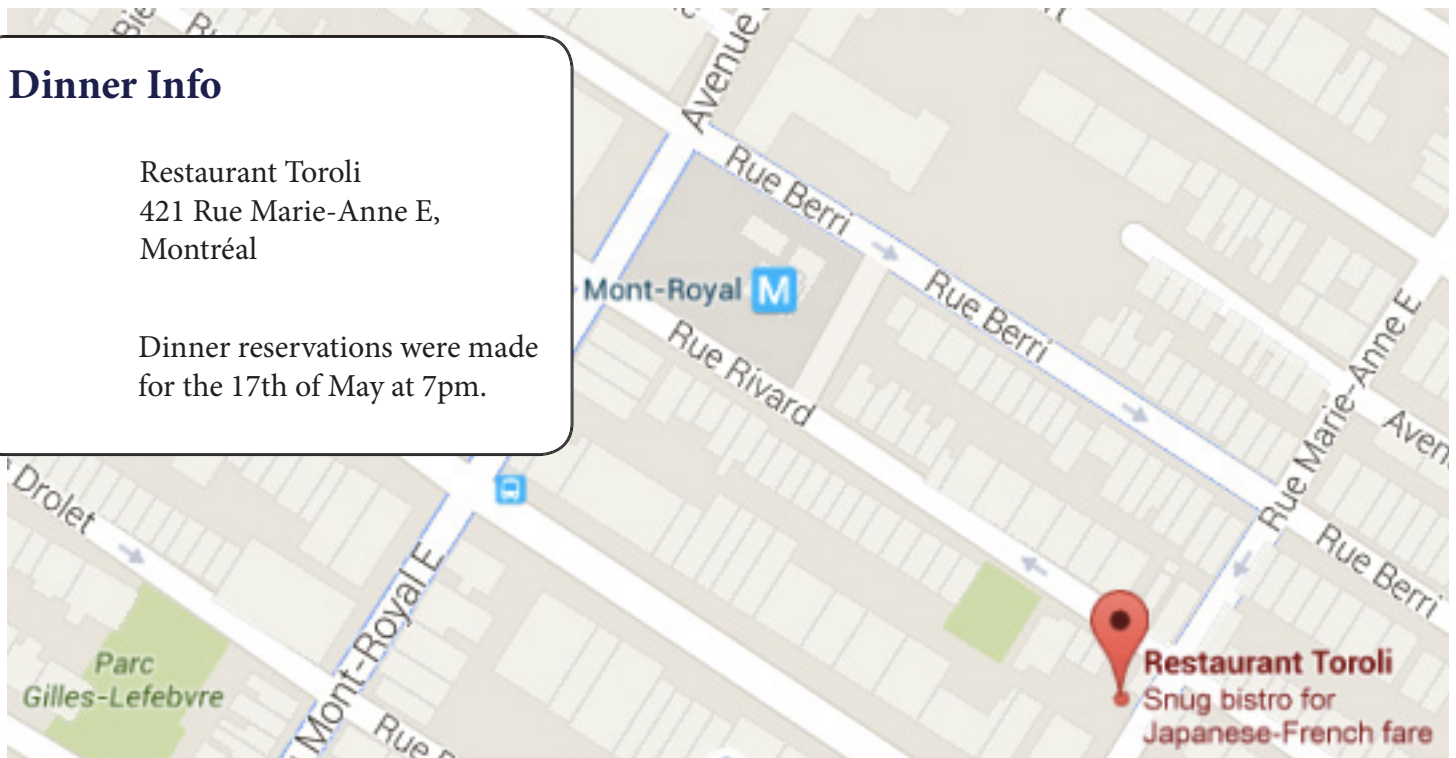 Dinner Info
Restaurant Toroli
421 Rue Marie-Anne E,
Montréal
Dinner reservations were made
for the 17th of May at 7pm.
Avenue
Rue Berri
Mont-Royal M
Rue Berri
Rue Rivard
Rue Marie-Anne E
Rue Berri
Drolet
Mont-Royal E
Parc
Gilles-Lefebvre
Rue
Restaurant Toroli
Snug bistro for
Japanese-French fare